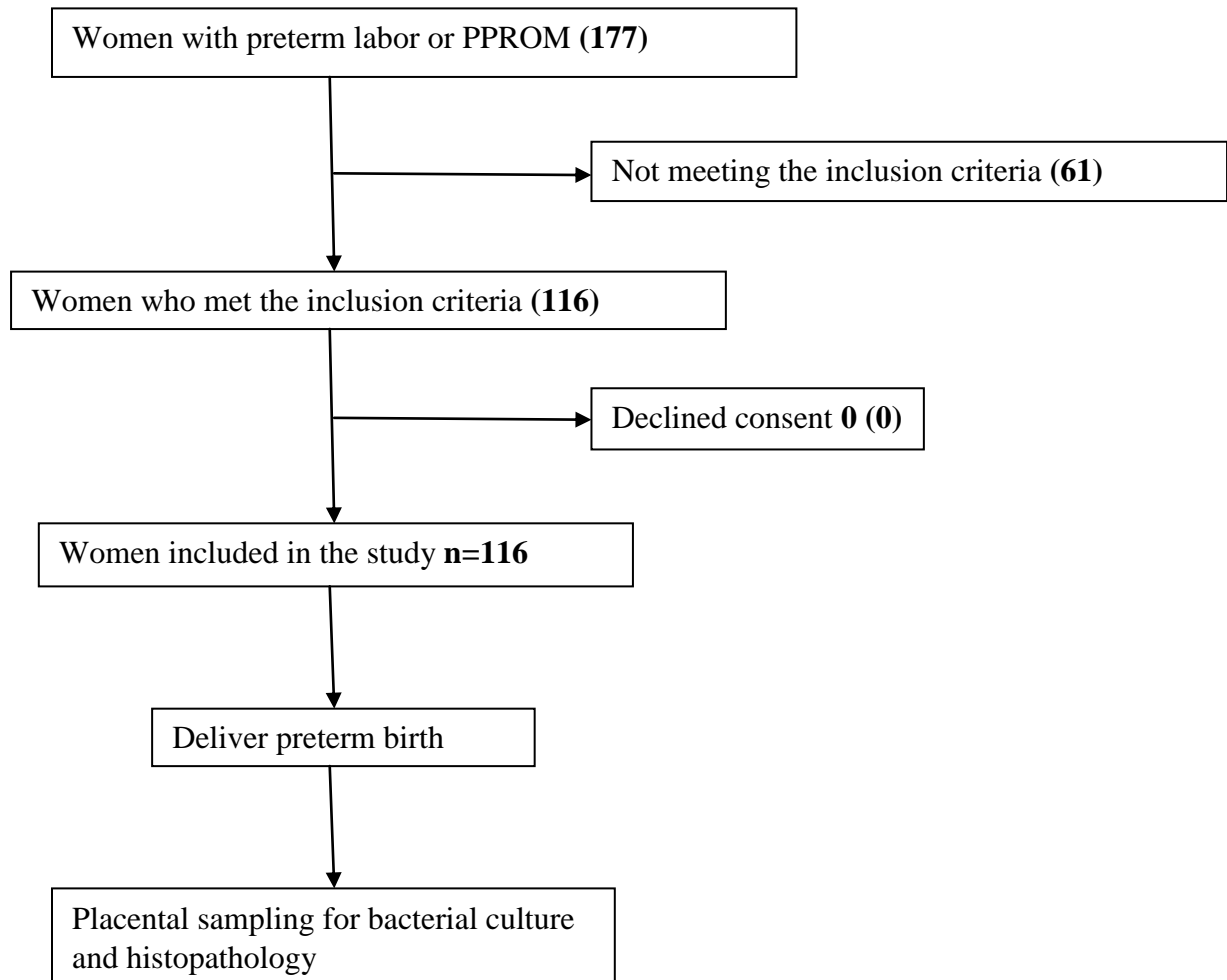 Women with preterm labor or PPROM (177)
Not meeting the inclusion criteria (61)
Women who met the inclusion criteria (116)
Declined consent 0 (0)
Women included in the study n=116
Deliver preterm birth
Placental sampling for bacterial culture
and histopathology